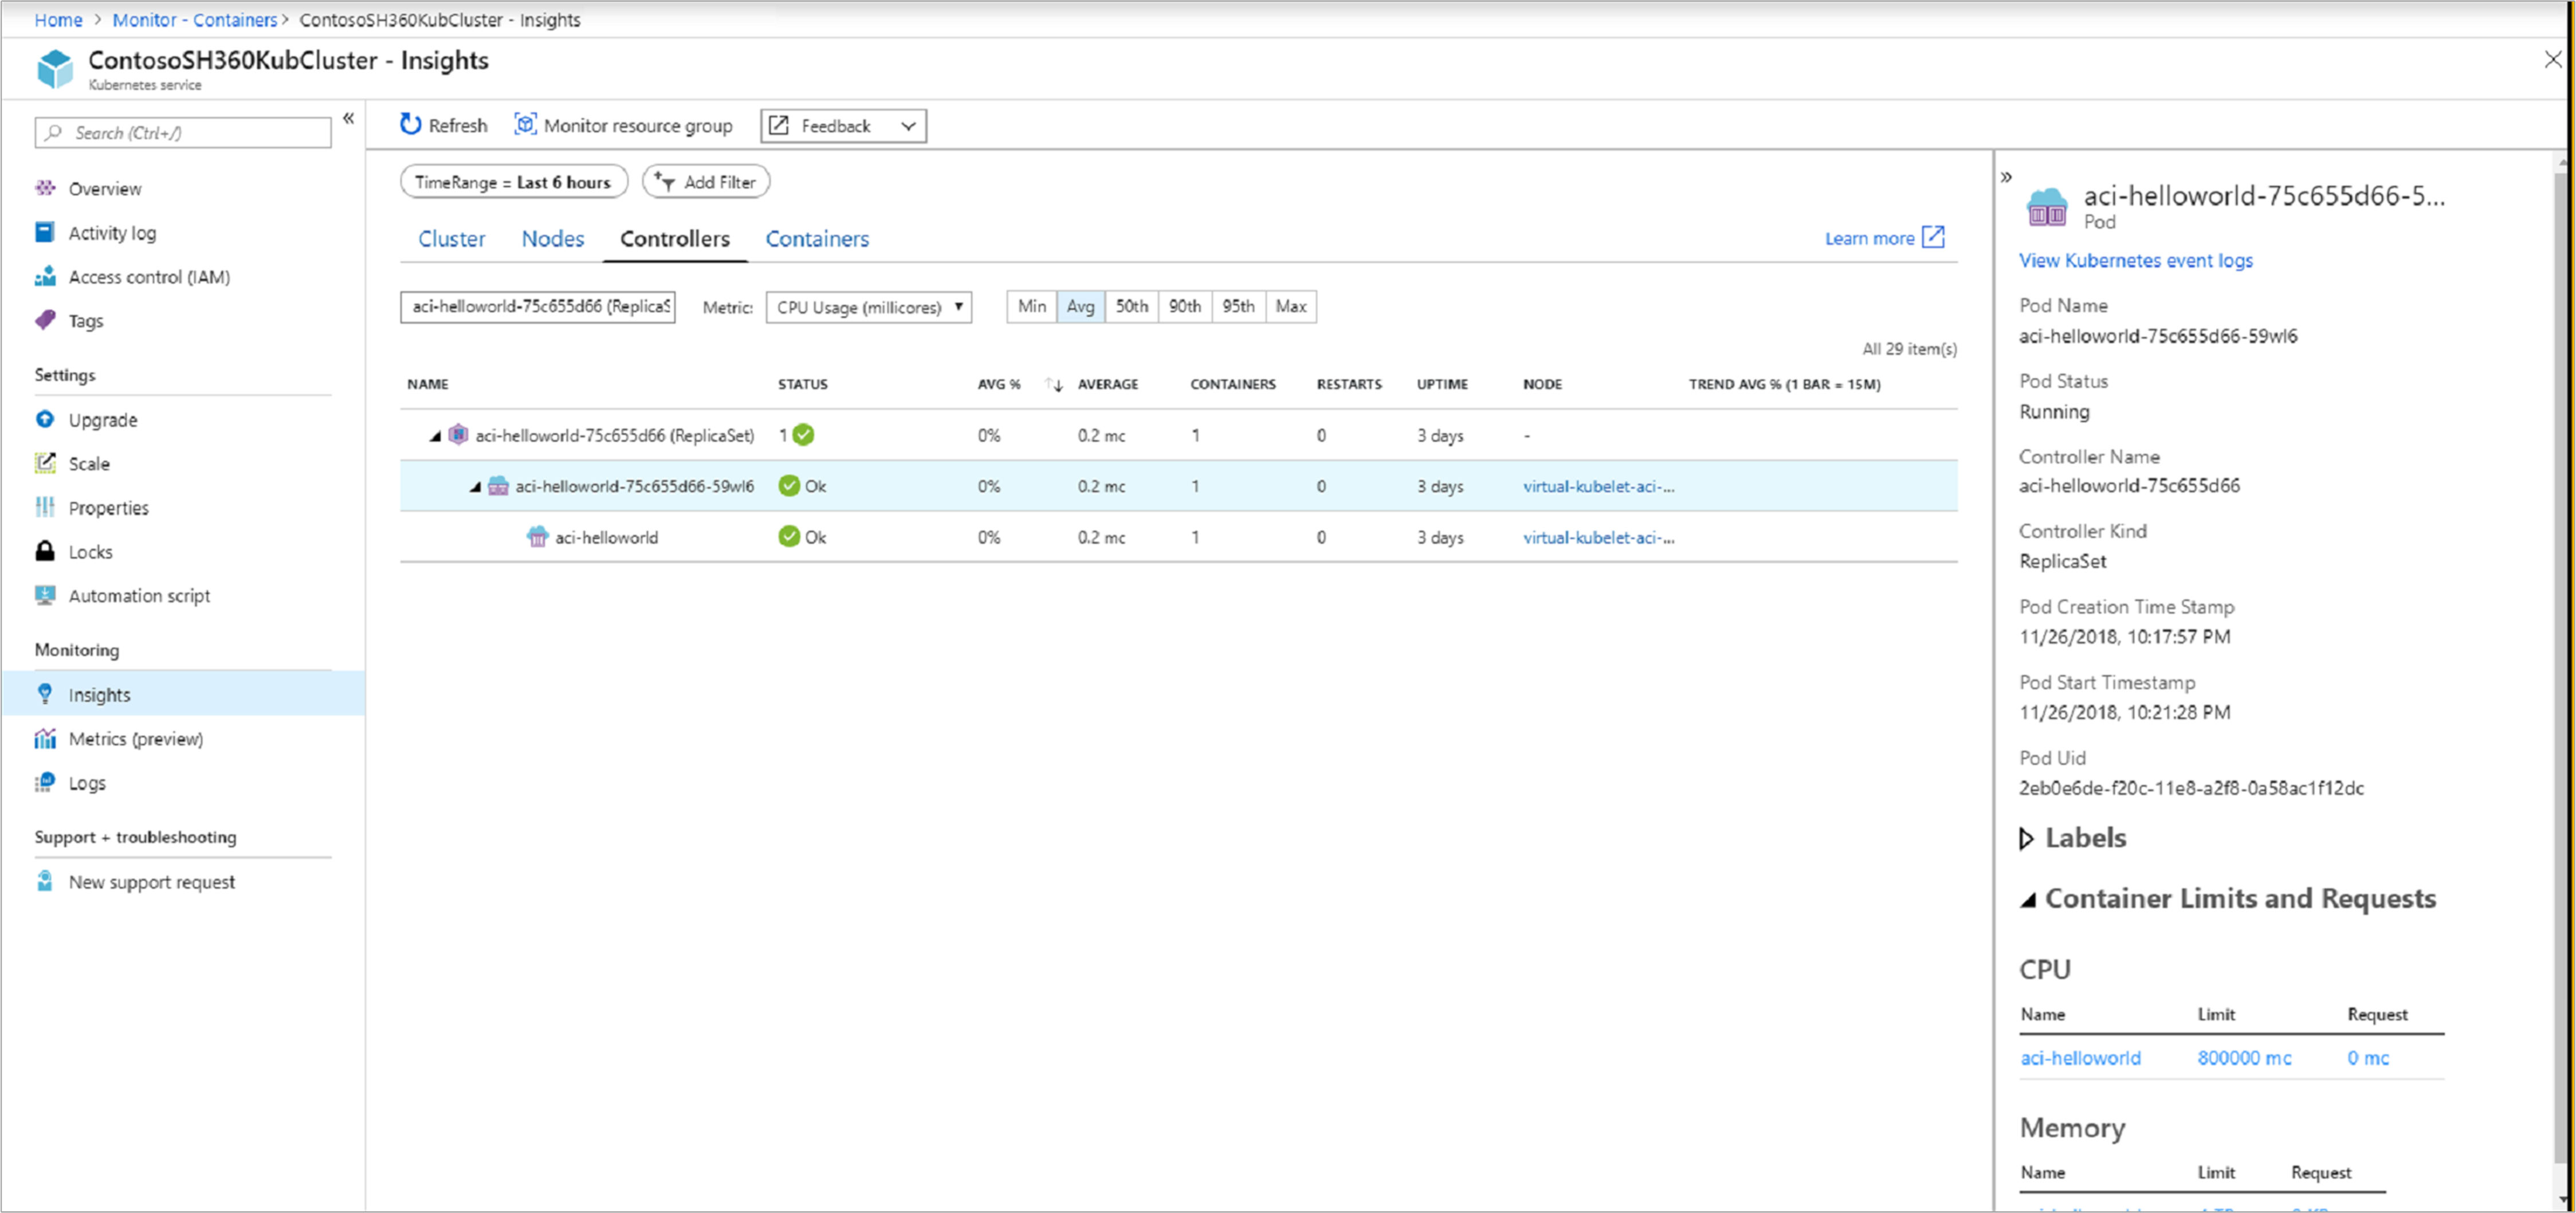 Home > Monitor - Containers > ContosoSH360KubCluster - Insights
ContosoSH360KubCluster - Insights
Kubernetes service
Search (Ctrl+/)
«
Overview
Activity log
Access control (IAM)
Tags
Settings
Upgrade
Scale
Properties
Locks
Automation script
Monitoring
Insights
Metrics (preview)
Logs
Support + troubleshooting
New support request
Refresh Monitor resource group Feedback
TimeRange = Last 6 hours Add Filter
Cluster Nodes Controllers Containers Learn more
aci-helloworld-75c655d66 (ReplicaS Metric: CPU Usage (millicores) Min Avg 50th 90th 95th Max
All 29 item(s)
NAME STATUS AVG % AVERAGE CONTAINERS RESTARTS UPTIME NODE TREND AVG % (1 BAR = 15M)
aci-helloworld-75c655d66 (ReplicaSet) 1 0% 0.2 mc 1 0 3 days -
aci-helloworld-75c655d66-59wl6 Ok 0% 0.2 mc 1 0 3 days virtual-kubelet-aci-...
aci-helloworld Ok 0% 0.2 mc 1 0 3 days virtual-kubelet-aci-...
»
aci-helloworld-75c655d66-5...
Pod
View Kubernetes event logs
Pod Name
aci-helloworld-75c655d66-59wl6
Pod Status
Running
Controller Name
aci-helloworld-75c655d66
Controller Kind
ReplicaSet
Pod Creation Time Stamp
11/26/2018, 10:17:57 PM
Pod Start Timestamp
11/26/2018, 10:21:28 PM
Pod Uid
2eb0e6de-f20c-11e8-a2f8-0a58ac1f12dc
Labels
Container Limits and Requests
CPU
Name Limit Request
aci-helloworld 800000 mc 0 mc
Memory
Name Limit Request